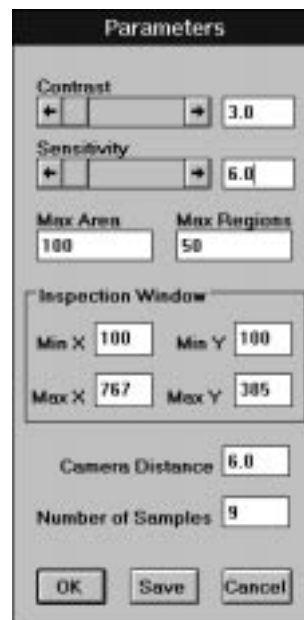 Parameters
Contrast
3.0
Sensitivity
6.0
Max Area Max Regions
100 50
Inspection Window
Min X 100 Min Y 100
Max X 767 Max Y 385
Camera Distance 6.0
Number of Samples 9
OK Save Cancel